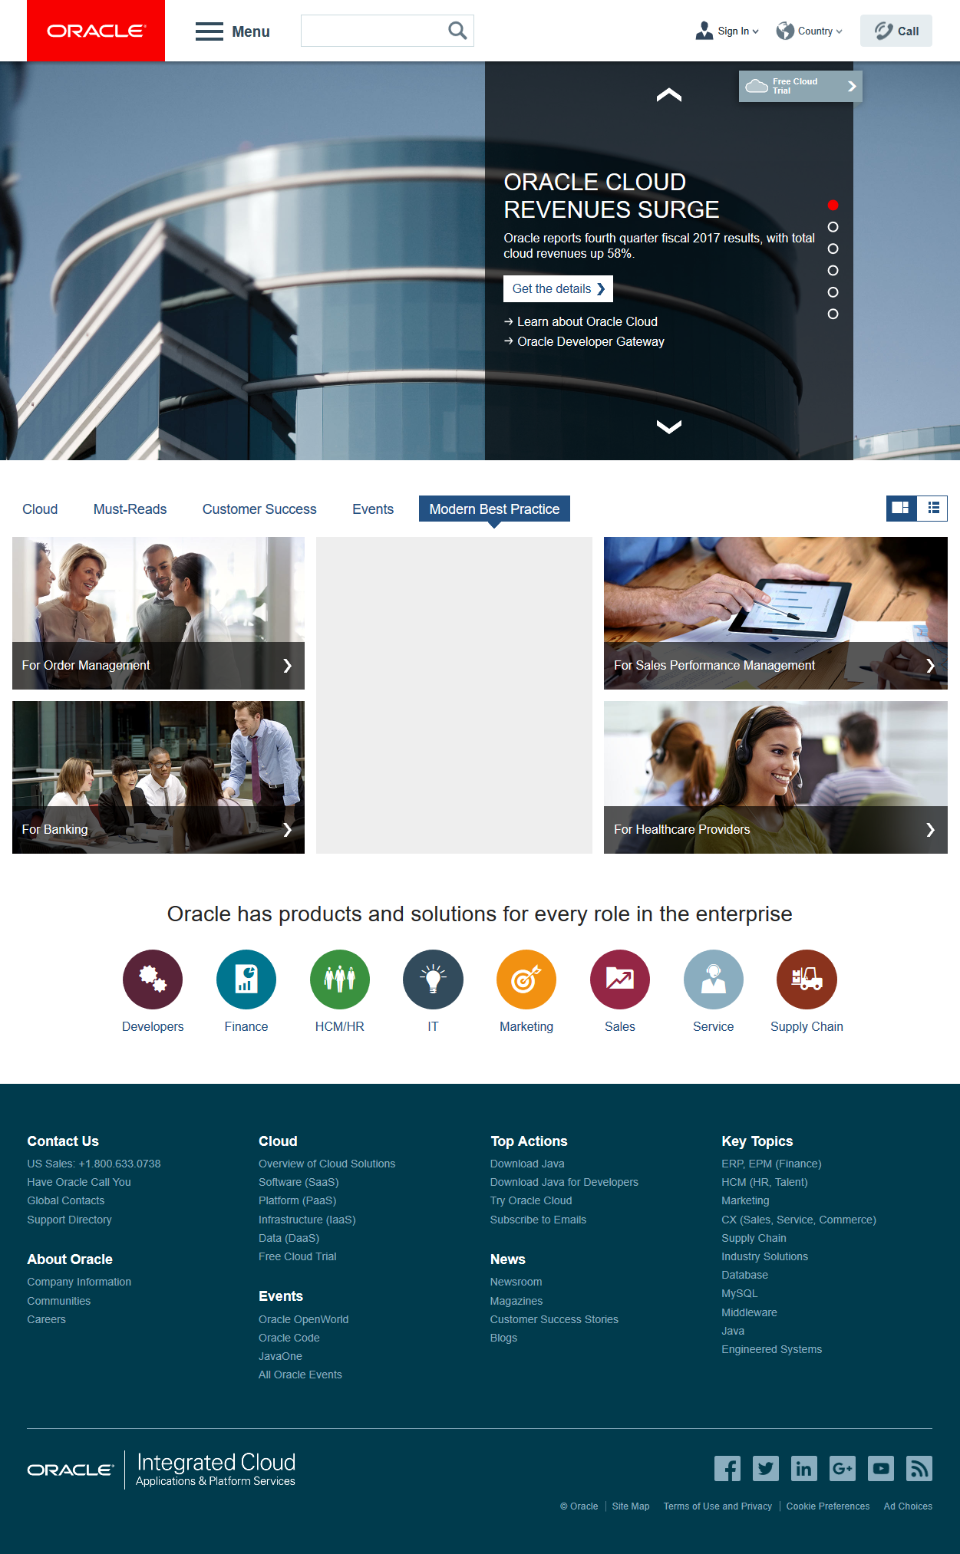 ORACLE
Menu
Sign In
Country
Call
Free Cloud
Trial
ORACLE CLOUD
REVENUES SURGE
Oracle reports fourth quarter fiscal 2017 results, with total
cloud revenues up 58%.
Get the details
Learn about Oracle Cloud
Oracle Developer Gateway
Cloud
Must-Reads
Customer Success
Events
Modern Best Practice
For Order Management
For Sales Performance Management
For Banking
For Healthcare Providers
Oracle has products and solutions for every role in the enterprise
Developers
Finance
HCM/HR
IT
Marketing
Sales
Service
Supply Chain
Contact Us
US Sales: +1.800.633.0738
Have Oracle Call You
Global Contacts
Support Directory
About Oracle
Company Information
Communities
Careers
Cloud
Overview of Cloud Solutions
Software (SaaS)
Platform (PaaS)
Infrastructure (IaaS)
Data (DaaS)
Free Cloud Trial
Events
Oracle OpenWorld
Oracle Code
JavaOne
All Oracle Events
Top Actions
Download Java
Download Java for Developers
Try Oracle Cloud
Subscribe to Emails
News
Newsroom
Magazines
Customer Success Stories
Blogs
Key Topics
ERP, EPM (Finance)
HCM (HR, Talent)
Marketing
CX (Sales, Service, Commerce)
Supply Chain
Industry Solutions
Database
MySQL
Middleware
Java
Engineered Systems
ORACLE
Integrated Cloud
Applications & Platform Services
© Oracle | Site Map Terms of Use and Privacy | Cookie Preferences Ad Choices